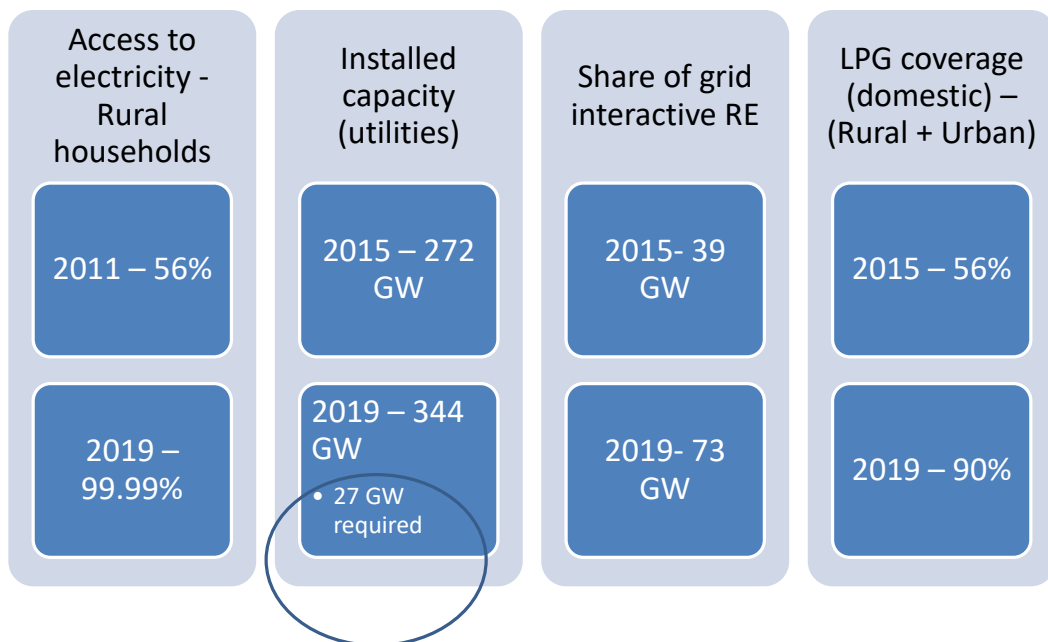 Access to
electricity -
Rural
households
2011 – 56%
2019 –
99.99%
Installed
capacity
(utilities)
2015 – 272
GW
2019 – 344
GW
• 27 GW
required
Share of grid
interactive RE
2015- 39
GW
2019- 73
GW
LPG coverage
(domestic) –
(Rural + Urban)
2015 – 56%
2019 – 90%